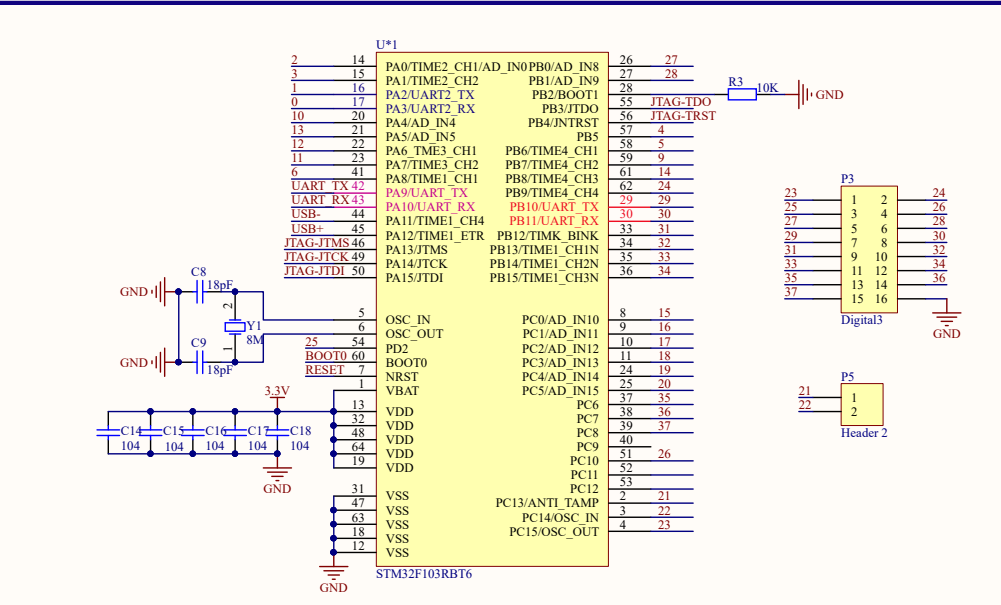 U*1
2 14 PA0/TIME2_CH1/AD_IN0 PB0/AD_IN8 26 27
3 15 PA1/TIME2_CH2 PB1/AD_IN9 27 28
1 16 PA2/UART2_TX PB2/BOOT1 28 R3 10K GND
0 17 PA3/UART2_RX PB3/JTDO 55 JTAG-TDO
10 20 PA4/AD_IN4 PB4/JNTRST 56 JTAG-TRST
13 21 PA5/AD_IN5 PB5 57 4
12 22 PA6_TME3_CH1 PB6/TIME4_CH1 58 5
11 23 PA7/TIME3_CH2 PB7/TIME4_CH2 59 9
6 41 PA8/TIME1_CH1 PB8/TIME4_CH3 61 14
UART_TX 42 PA9/UART_TX PB9/TIME4_CH4 62 24
UART_RX 43 PA10/UART_RX PB10/UART_TX 29 29
USB- 44 PA11/TIME1_CH4 PB11/UART_RX 30 30
USB+ 45 PA12/TIME1_ETR PB12/TIMK_BINK 33 31
JTAG-JTMS 46 PA13/JTMS PB13/TIME1_CH1N 34 32
JTAG-JTCK 49 PA14/JTCK PB14/TIME1_CH2N 35 33
JTAG-JTDI 50 PA15/JTDI PB15/TIME1_CH3N 36 34
5 OSC_IN PC0/AD_IN10 8 15
6 OSC_OUT PC1/AD_IN11 9 16
25 54 PD2 PC2/AD_IN12 10 17
BOOT0 60 BOOT0 PC3/AD_IN13 11 18
RESET 7 NRST PC4/AD_IN14 24 19
1 VBAT PC5/AD_IN15 25 20
PC6 37 35
13 VDD PC7 38 36
32 VDD PC8 39 37
48 VDD PC9 40
64 VDD PC10 51 26
19 VDD PC11 52
PC12 53
31 VSS PC13/ANTI_TAMP 2 21
47 VSS PC14/OSC_IN 3 22
63 VSS PC15/OSC_OUT 4 23
18 VSS
12 VSS
GND
STM32F103RBT6
C8
GND 18pF
2
Y1
8M
1
C9
GND 18pF
3.3V
C14 C15 C16 C17 C18
104 104 104 104 104
GND
P3
23 1 2 24
25 3 4 26
27 5 6 28
29 7 8 30
31 9 10 32
33 11 12 34
35 13 14 36
37 15 16
Digital3
GND
P5
21 1
22 2
Header 2